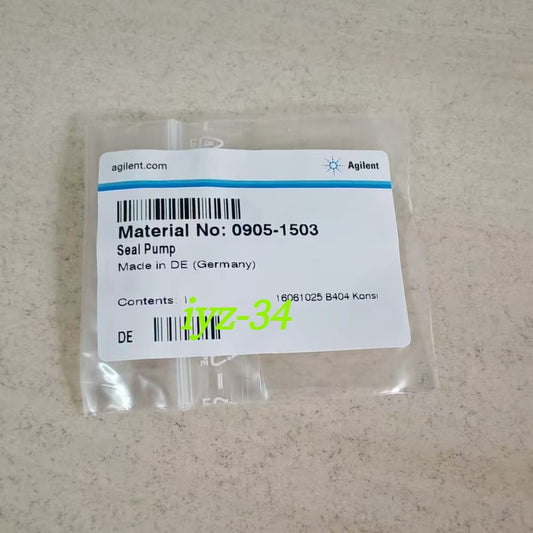 agilent.com
Agilent
Material No: 0905-1503
Seal Pump
Made in DE (Germany)
Contents: 1
16061025 B404 Konsi
iyz-34
DE